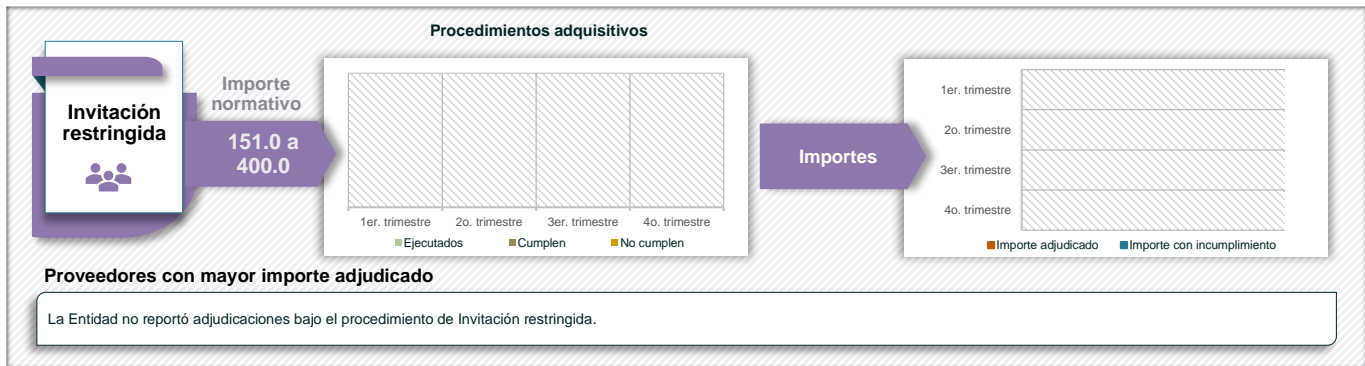 Procedimientos adquisitivos
Invitación
restringida
Importe
normativo
151.0 a
400.0
1er. trimestre
2o. trimestre
3er. trimestre
4o. trimestre
Ejecutados
Cumplen
No cumplen
Importes
1er. trimestre
2o. trimestre
3er. trimestre
4o. trimestre
Importe adjudicado
Importe con incumplimiento
Proveedores con mayor importe adjudicado
La Entidad no reportó adjudicaciones bajo el procedimiento de Invitación restringida.